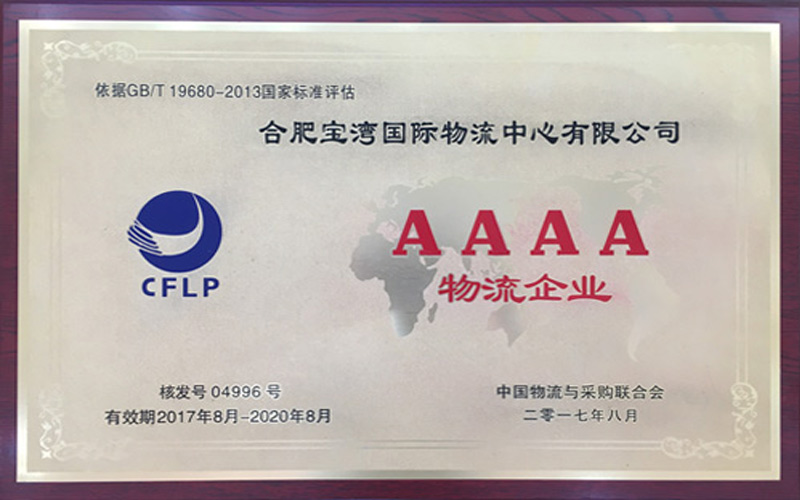 依据GB/T 19680-2013国家标准评估
合肥宝湾国际物流中心有限公司
AAAA
物流企业
CFLP
核发号 04996 号
有效期2017年8月-2020年8月
中国物流与采购联合会
二零一七年八月